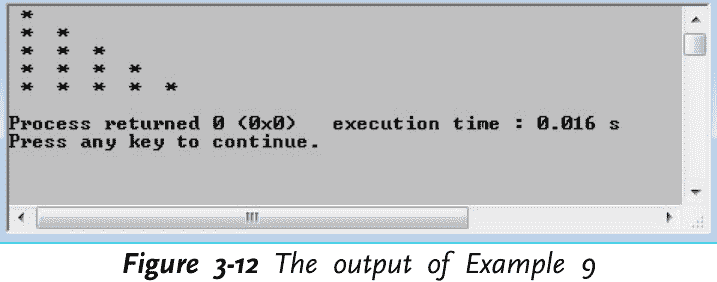 *
* *
* * *
* * * *
* * * * *
Process returned 0 (0x0)   execution time : 0.016 s
Press any key to continue.
Figure 3-12 The output of Example 9